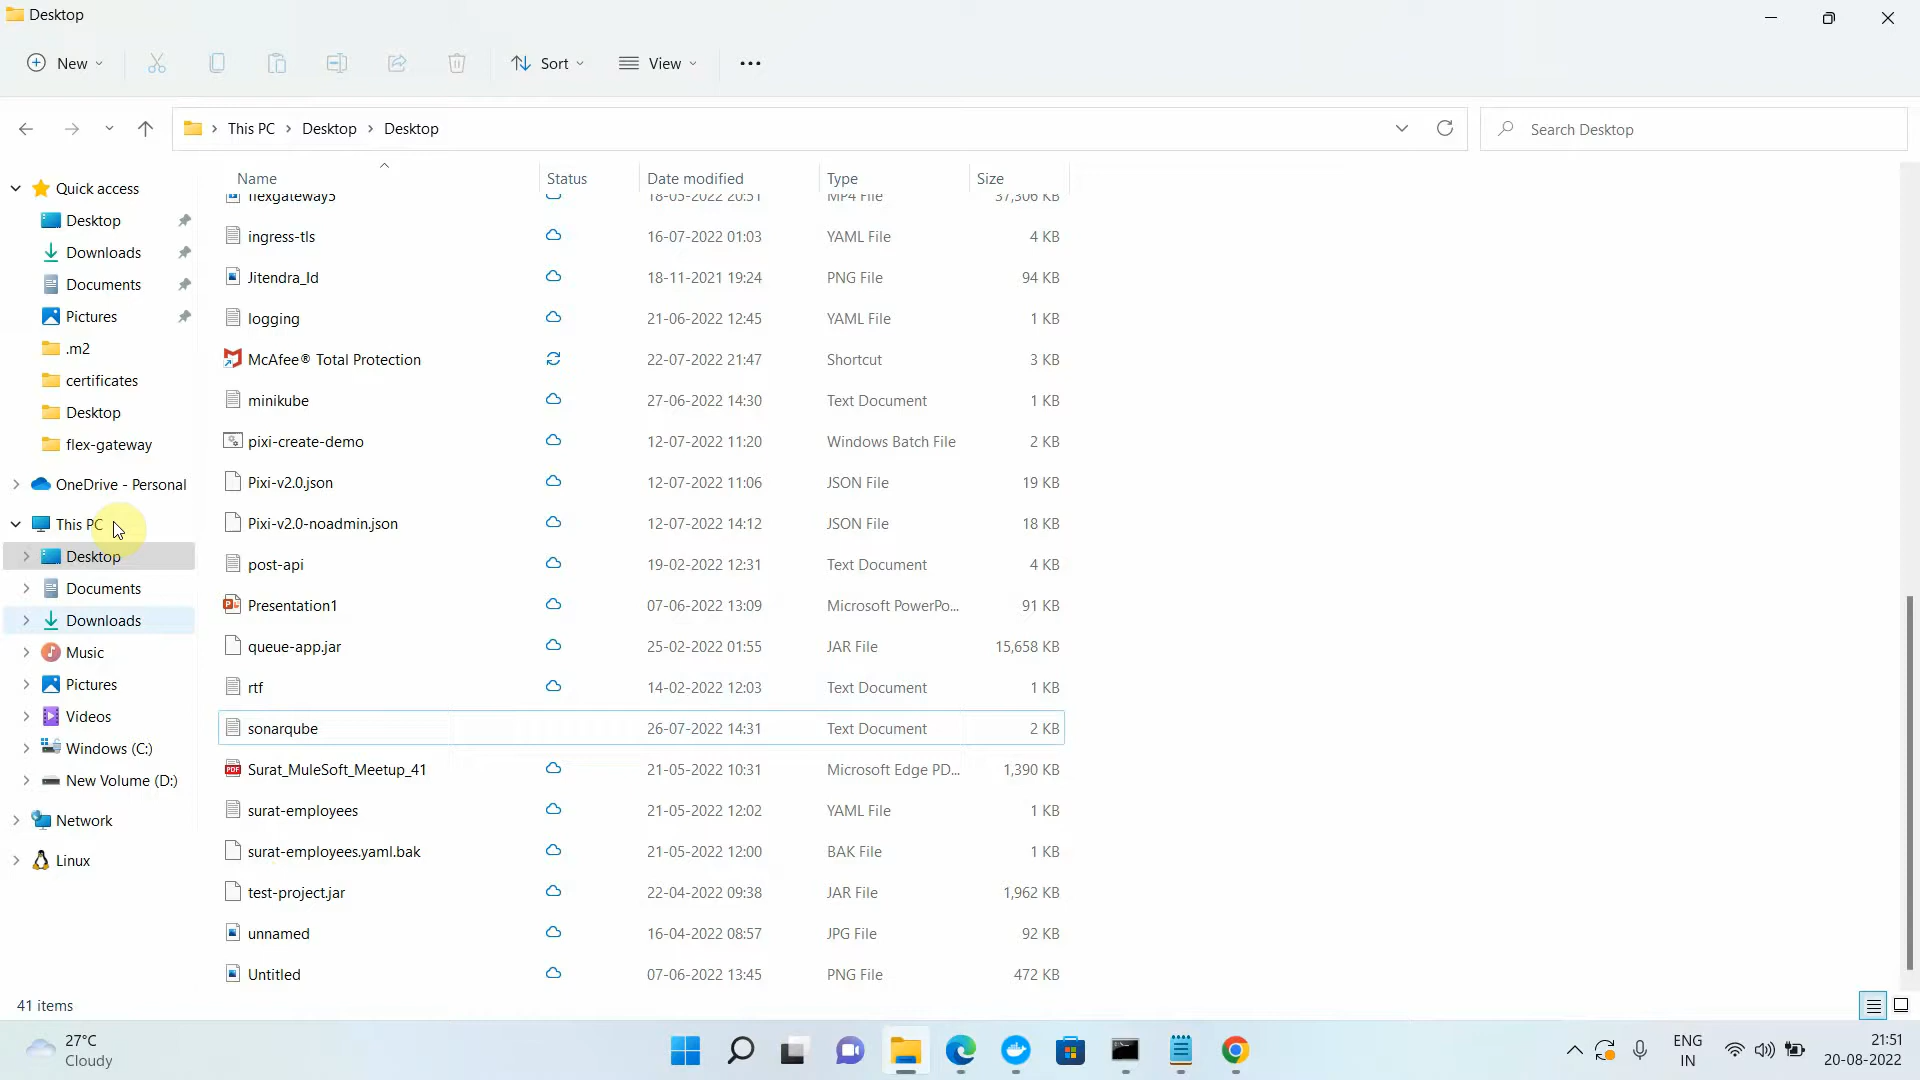 Desktop
New
Sort
View
This PC > Desktop > Desktop
Search Desktop
Name Status Date modified Type Size
Quick access
Desktop
Downloads
Documents
Pictures
.m2
certificates
Desktop
flex-gateway
OneDrive - Personal
This PC
Desktop
Documents
Downloads
Music
Pictures
Videos
Windows (C:)
New Volume (D:)
Network
Linux
flexgateway5 18-05-2022 20:51 MP4 File 37,306 KB
ingress-tls 16-07-2022 01:03 YAML File 4 KB
Jitendra_Id 18-11-2021 19:24 PNG File 94 KB
logging 21-06-2022 12:45 YAML File 1 KB
McAfee® Total Protection 22-07-2022 21:47 Shortcut 3 KB
minikube 27-06-2022 14:30 Text Document 1 KB
pixi-create-demo 12-07-2022 11:20 Windows Batch File 2 KB
Pixi-v2.0.json 12-07-2022 11:06 JSON File 19 KB
Pixi-v2.0-noadmin.json 12-07-2022 14:12 JSON File 18 KB
post-api 19-02-2022 12:31 Text Document 4 KB
Presentation1 07-06-2022 13:09 Microsoft PowerPo... 91 KB
queue-app.jar 25-02-2022 01:55 JAR File 15,658 KB
rtf 14-02-2022 12:03 Text Document 1 KB
sonarqube 26-07-2022 14:31 Text Document 2 KB
Surat_MuleSoft_Meetup_41 21-05-2022 10:31 Microsoft Edge PD... 1,390 KB
surat-employees 21-05-2022 12:02 YAML File 1 KB
surat-employees.yaml.bak 21-05-2022 12:00 BAK File 1 KB
test-project.jar 22-04-2022 09:38 JAR File 1,962 KB
unnamed 16-04-2022 08:57 JPG File 92 KB
Untitled 07-06-2022 13:45 PNG File 472 KB
41 items
27°C
Cloudy
ENG
IN
21:51
20-08-2022